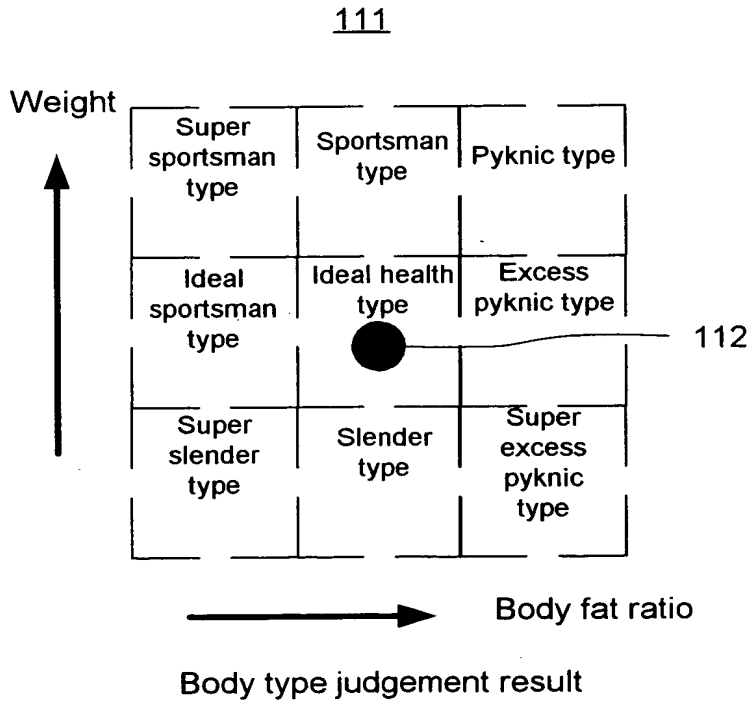 111
Weight
Super
sportsman
type
Sportsman
type
Pyknic type
Ideal
sportsman
type
Ideal health
type
Excess
pyknic type
112
Super
slender
type
Slender
type
Super
excess
pyknic
type
Body fat ratio
Body type judgement result